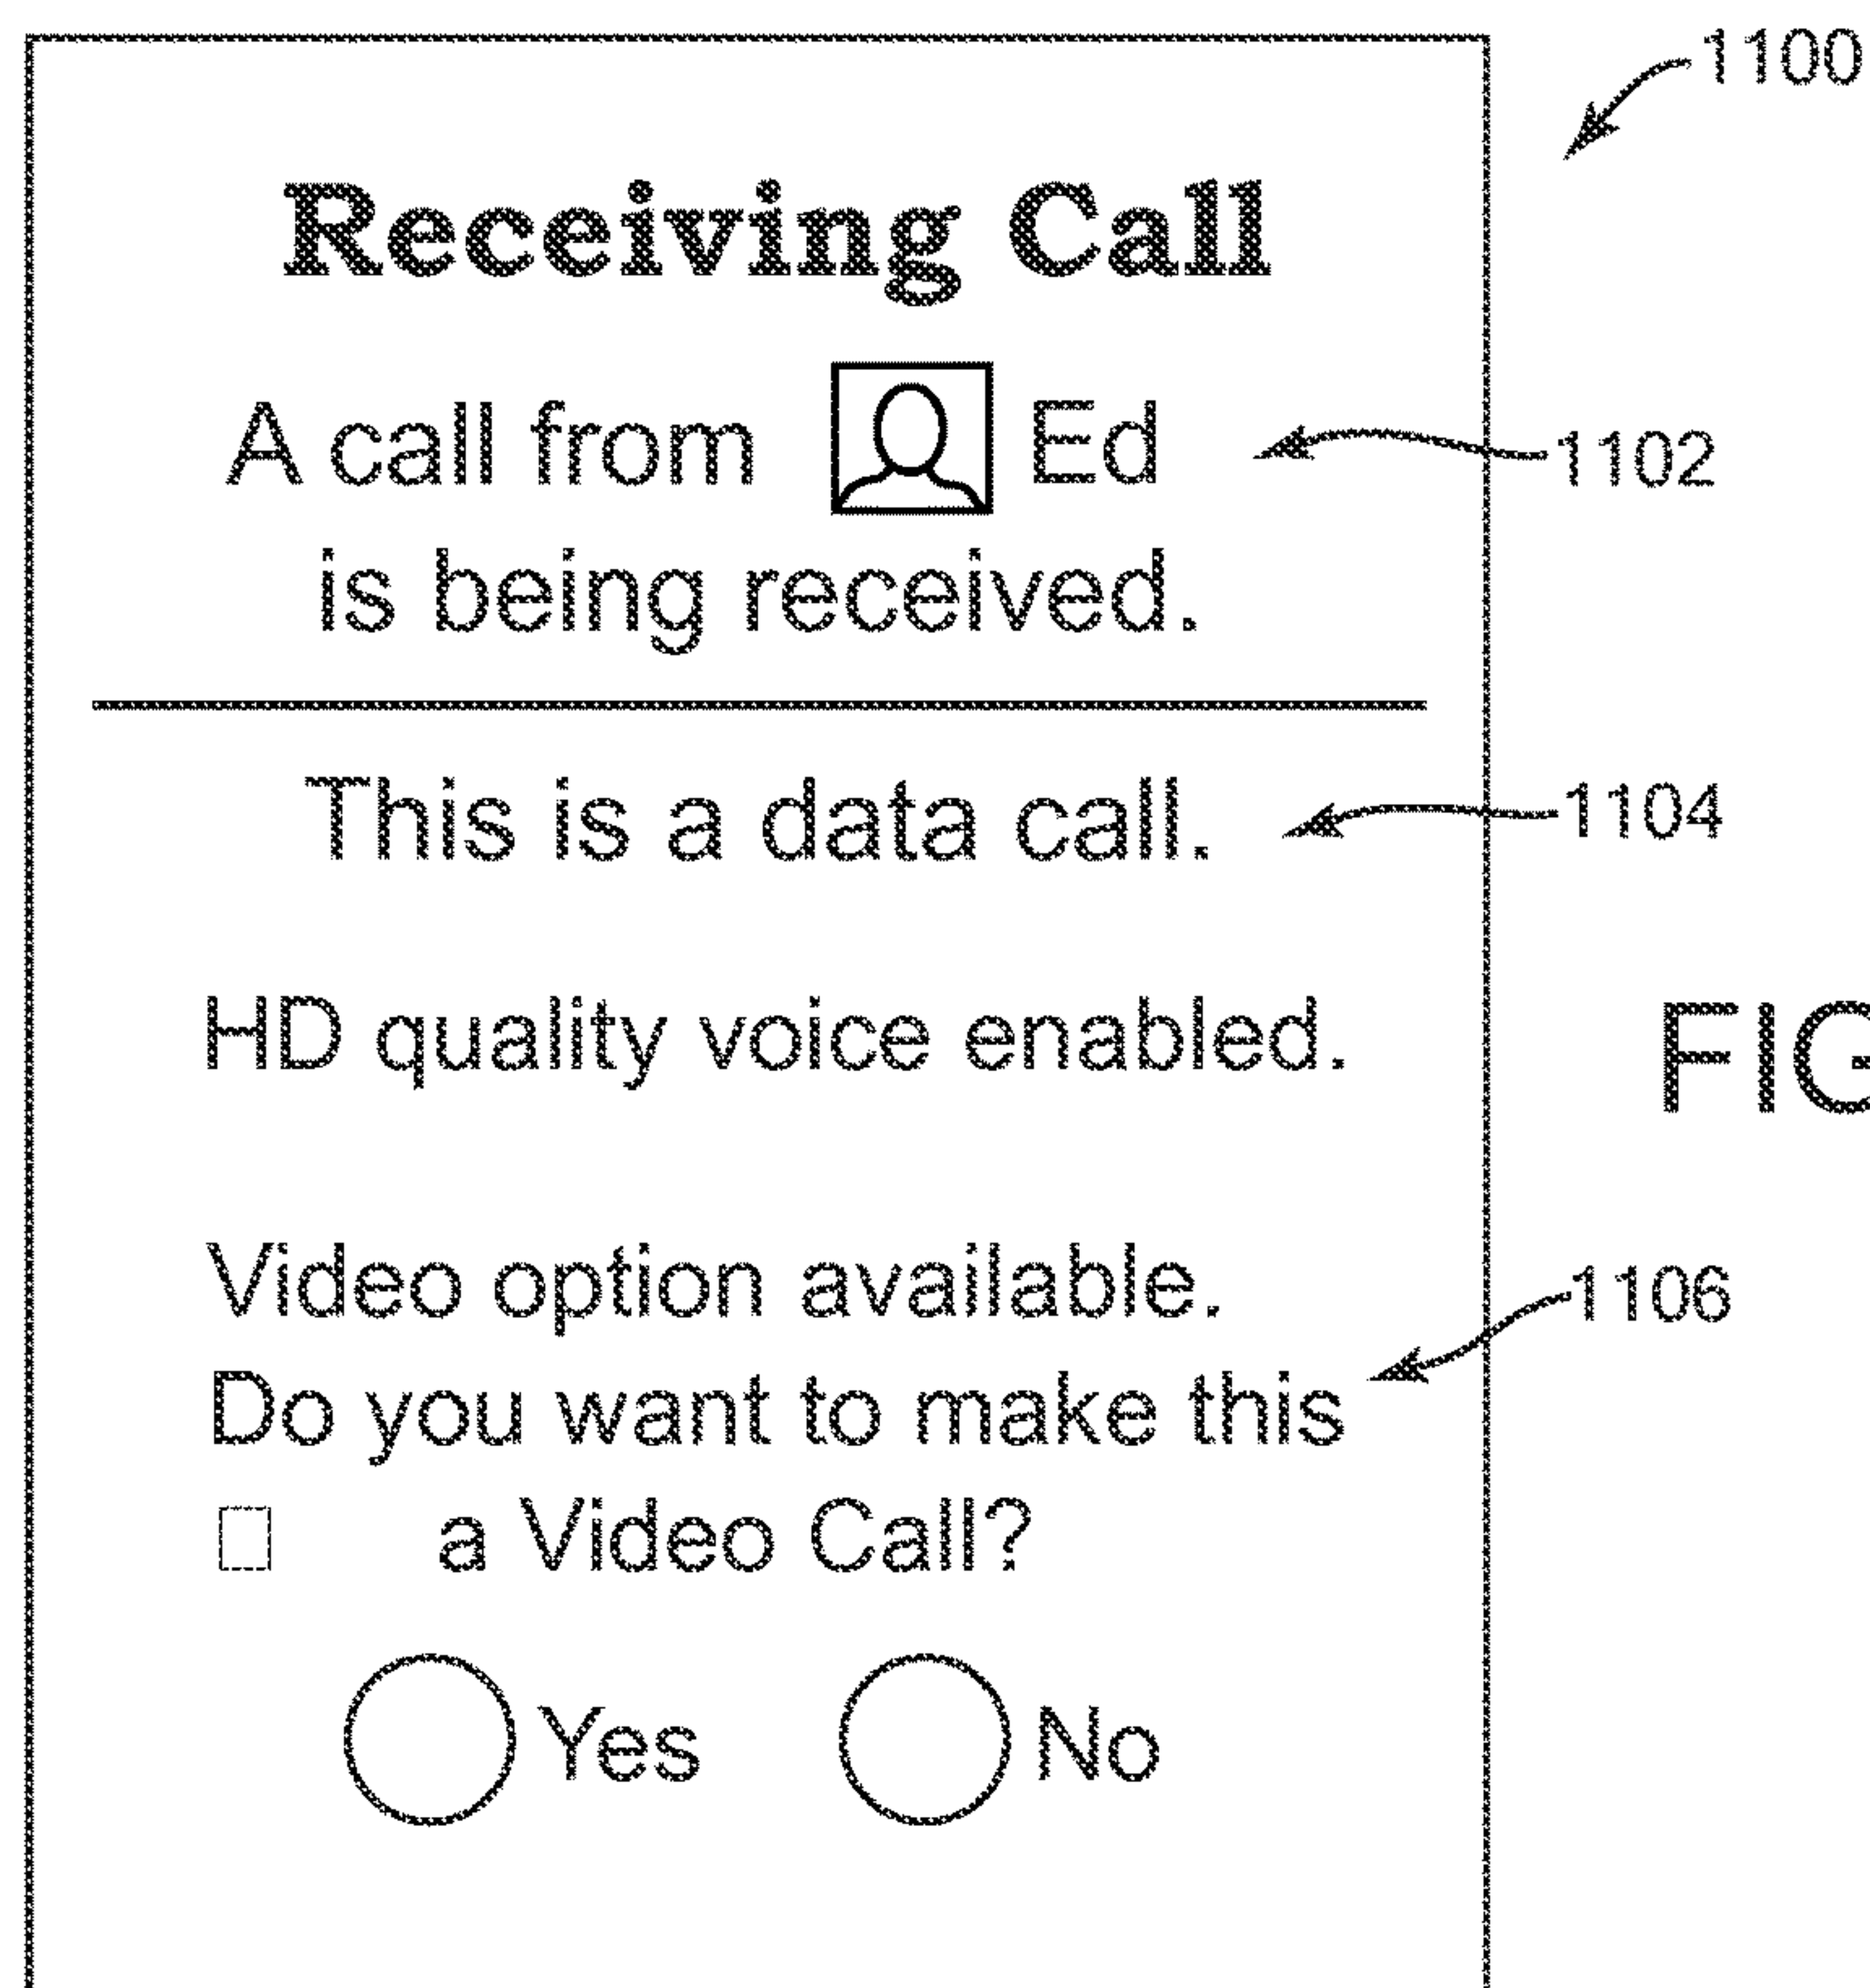 1100
Receiving Call
A call from Ed
1102
is being received.
This is a data call.
1104
HD quality voice enabled.
FIG
Video option available.
1106
Do you want to make this
a Video Call?
Yes No